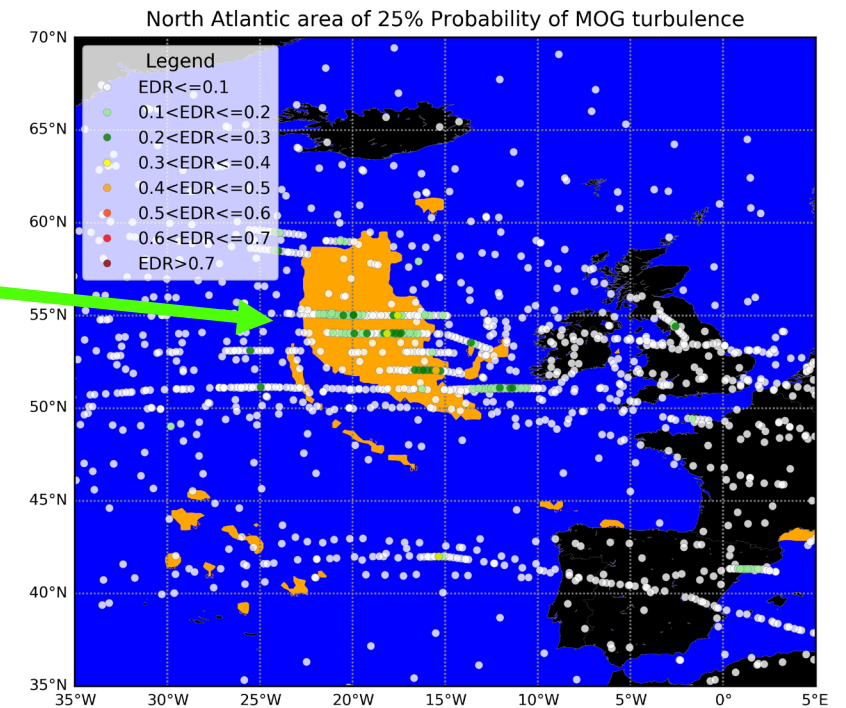 North Atlantic area of 25% Probability of MOG turbulence
70°N
65°N
60°N
55°N
50°N
45°N
40°N
35°N
Legend
EDR<=0.1
0.1<EDR<=0.2
0.2<EDR<=0.3
0.3<EDR<=0.4
0.4<EDR<=0.5
0.5<EDR<=0.6
0.6<EDR<=0.7
EDR>0.7
35°W 30°W 25°W 20°W 15°W 10°W 5°W 0° 5°E